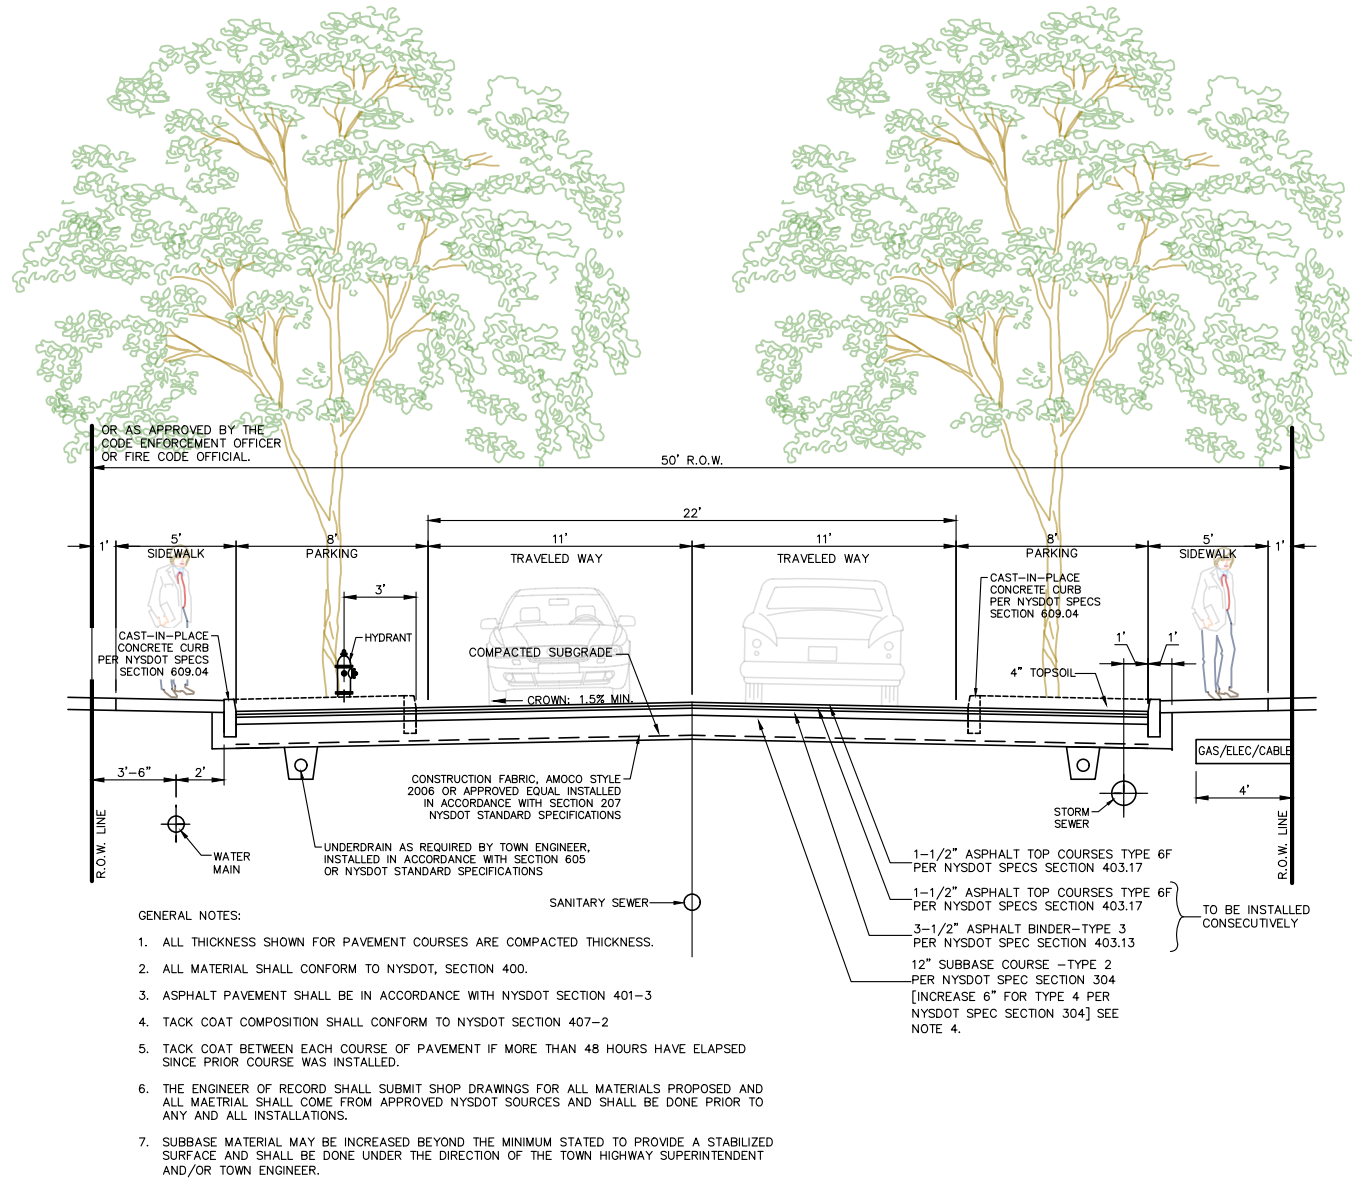 OR AS APPROVED BY THE
CODE ENFORCEMENT OFFICER
OR FIRE CODE OFFICIAL.
50' R.O.W.
22'
1'
5'
8'
11'
11'
8'
5'
1'
SIDEWALK
PARKING
TRAVELED WAY
TRAVELED WAY
PARKING
SIDEWALK
3'
CAST-IN-PLACE
CONCRETE CURB
PER NYSDOT SPECS
SECTION 609.04
HYDRANT
COMPACTED SUBGRADE
CAST-IN-PLACE
CONCRETE CURB
PER NYSDOT SPECS
SECTION 609.04
1'
1'
4" TOPSOIL
CROWN: 1.5% MIN.
GAS/ELEC/CABLE
3'-6"
2'
4'
CONSTRUCTION FABRIC, AMOCO STYLE
2006 OR APPROVED EQUAL INSTALLED
IN ACCORDANCE WITH SECTION 207
NYSDOT STANDARD SPECIFICATIONS
STORM
SEWER
R.O.W. LINE
R.O.W. LINE
WATER
MAIN
UNDERDRAIN AS REQUIRED BY TOWN ENGINEER,
INSTALLED IN ACCORDANCE WITH SECTION 605
OR NYSDOT STANDARD SPECIFICATIONS
SANITARY SEWER
1-1/2" ASPHALT TOP COURSES TYPE 6F
PER NYSDOT SPECS SECTION 403.17
1-1/2" ASPHALT TOP COURSES TYPE 6F
PER NYSDOT SPECS SECTION 403.17
3-1/2" ASPHALT BINDER-TYPE 3
PER NYSDOT SPEC SECTION 403.13
TO BE INSTALLED
CONSECUTIVELY
12" SUBBASE COURSE -TYPE 2
PER NYSDOT SPEC SECTION 304
[INCREASE 6" FOR TYPE 4 PER
NYSDOT SPEC SECTION 304] SEE
NOTE 4.
GENERAL NOTES:
1. ALL THICKNESS SHOWN FOR PAVEMENT COURSES ARE COMPACTED THICKNESS.
2. ALL MATERIAL SHALL CONFORM TO NYSDOT, SECTION 400.
3. ASPHALT PAVEMENT SHALL BE IN ACCORDANCE WITH NYSDOT SECTION 401-3
4. TACK COAT COMPOSITION SHALL CONFORM TO NYSDOT SECTION 407-2
5. TACK COAT BETWEEN EACH COURSE OF PAVEMENT IF MORE THAN 48 HOURS HAVE ELAPSED
SINCE PRIOR COURSE WAS INSTALLED.
6. THE ENGINEER OF RECORD SHALL SUBMIT SHOP DRAWINGS FOR ALL MATERIALS PROPOSED AND
ALL MAETRIAL SHALL COME FROM APPROVED NYSDOT SOURCES AND SHALL BE DONE PRIOR TO
ANY AND ALL INSTALLATIONS.
7. SUBBASE MATERIAL MAY BE INCREASED BEYOND THE MINIMUM STATED TO PROVIDE A STABILIZED
SURFACE AND SHALL BE DONE UNDER THE DIRECTION OF THE TOWN HIGHWAY SUPERINTENDENT
AND/OR TOWN ENGINEER.